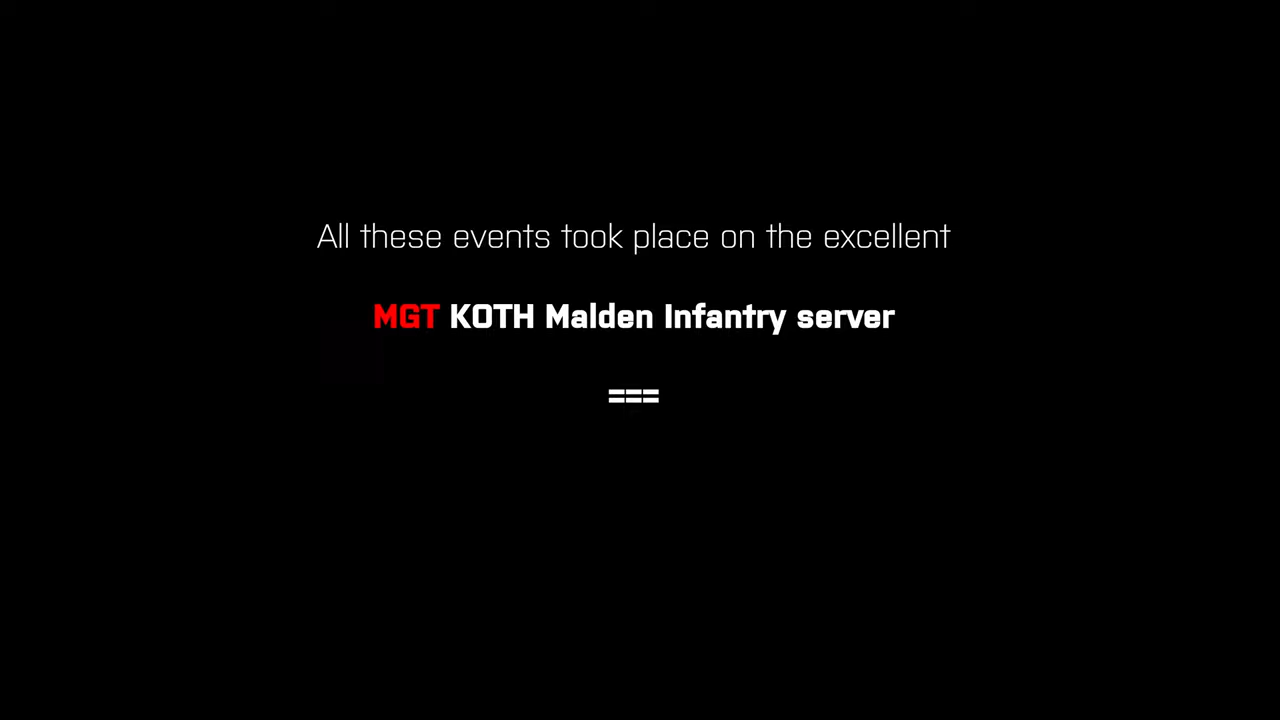 All these events took place on the excellent
MGT KOTH Malden Infantry server
===